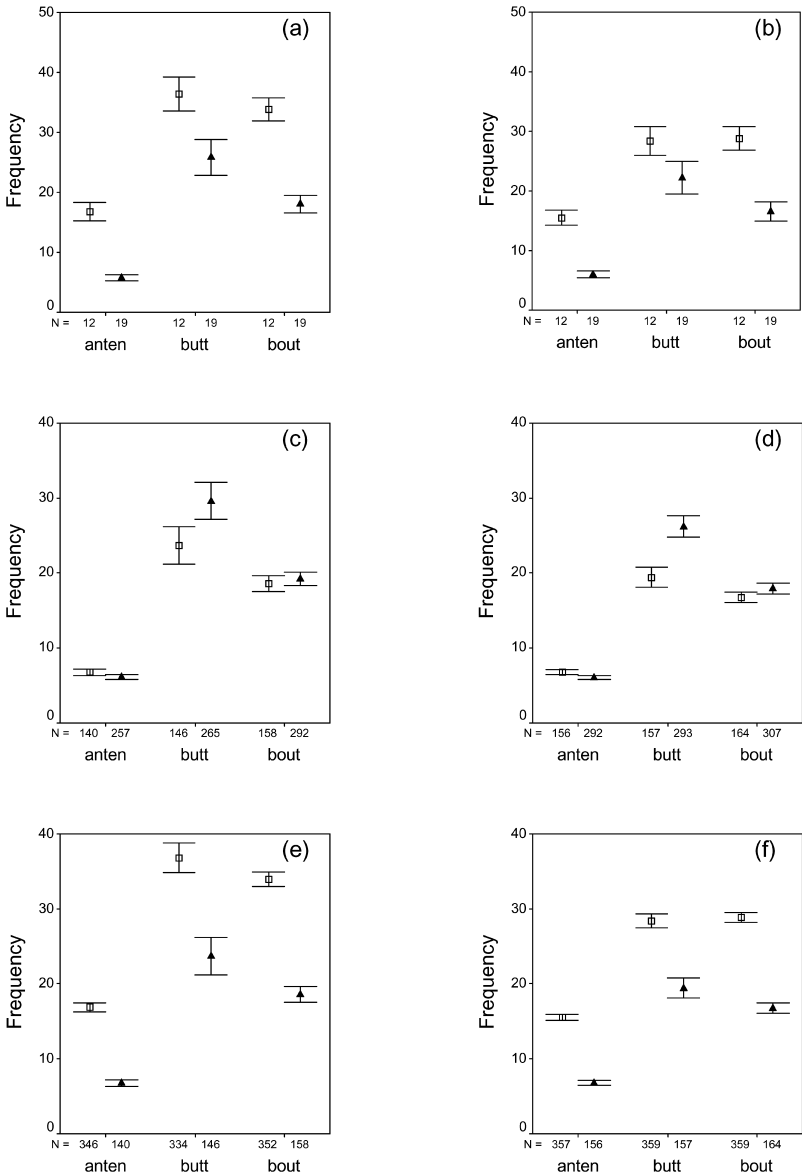 (a)
50
40
30
20
10
0
Frequency
N = 12 19 12 19 12 19
anten butt bout
(b)
50
40
30
20
10
0
Frequency
N = 12 19 12 19 12 19
anten butt bout
(c)
40
30
20
10
0
Frequency
N = 140 257 146 265 158 292
anten butt bout
(d)
40
30
20
10
0
Frequency
N = 156 292 157 293 164 307
anten butt bout
(e)
40
30
20
10
0
Frequency
N = 346 140 334 146 352 158
anten butt bout
(f)
40
30
20
10
0
Frequency
N = 357 156 359 157 359 164
anten butt bout